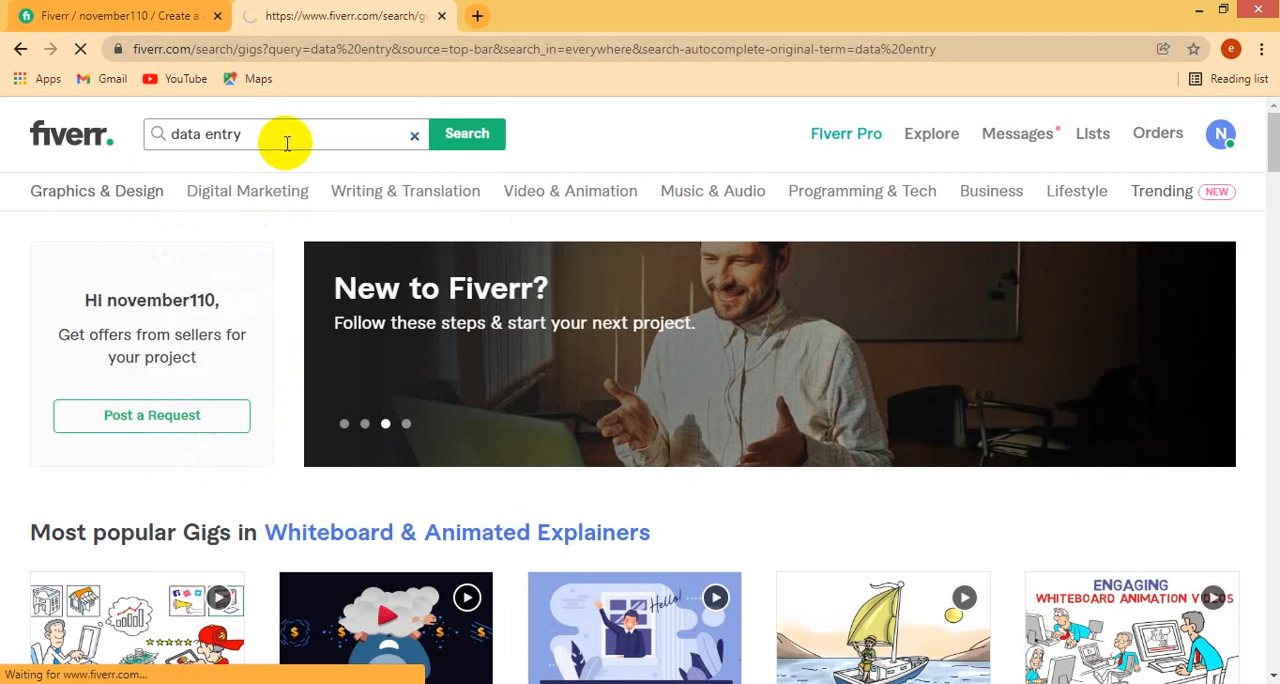 Fiverr / november110 / Create a
https://www.fiverr.com/search/gi
fiverr.com/search/gigs?query=data%20entry&source=top-bar&search_in=everywhere&search-autocomplete-original-term=data%20entry
e
Apps
Gmail
YouTube
Maps
Reading list
fiverr.
data entry
Search
Fiverr Pro
Explore
Messages
Lists
Orders
N
Graphics & Design
Digital Marketing
Writing & Translation
Video & Animation
Music & Audio
Programming & Tech
Business
Lifestyle
Trending NEW
Hi november110,
Get offers from sellers for
your project
Post a Request
New to Fiverr?
Follow these steps & start your next project.
Most popular Gigs in Whiteboard & Animated Explainers
Hello!
ENGAGING
WHITEBOARD ANIMATION VIDEOS
Waiting for www.fiverr.com...